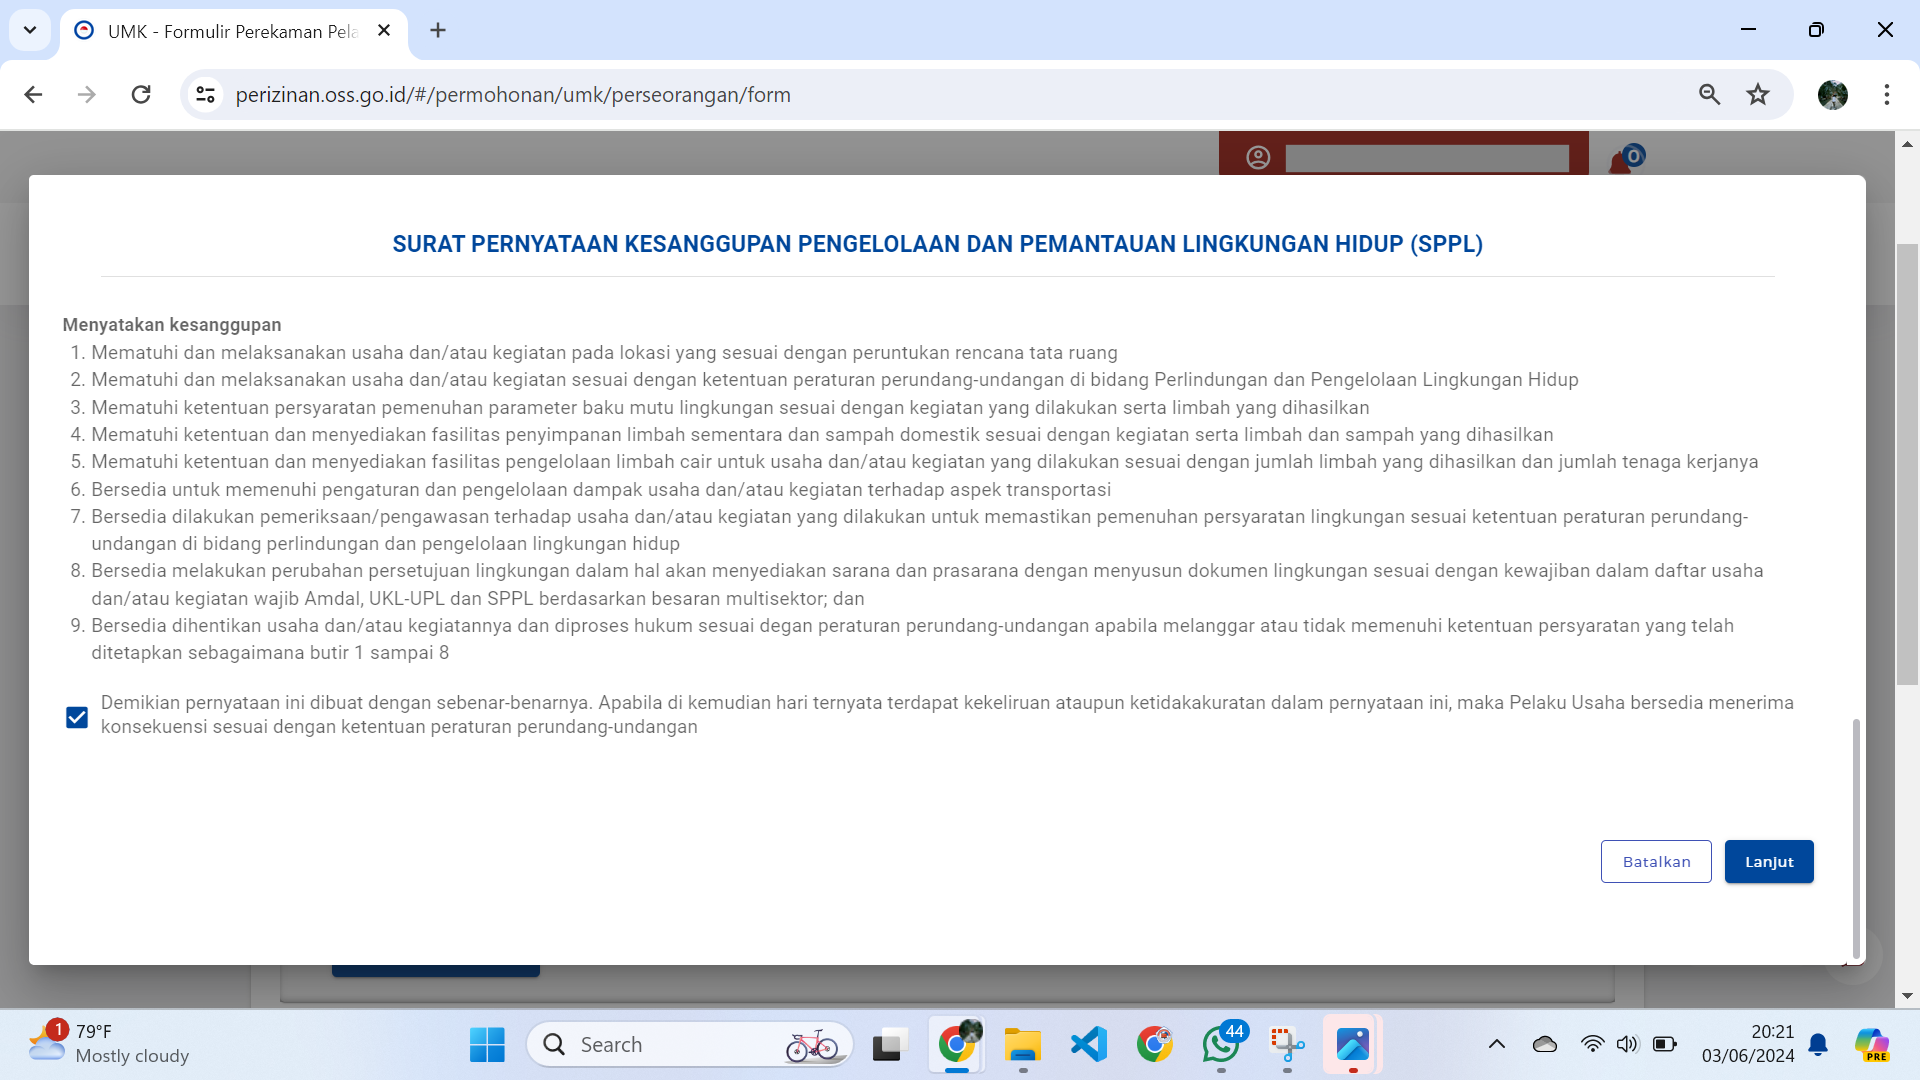 UMK - Formulir Perekaman Pela
perizinan.oss.go.id/#/permohonan/umk/perseorangan/form
0
SURAT PERNYATAAN KESANGGUPAN PENGELOLAAN DAN PEMANTAUAN LINGKUNGAN HIDUP (SPPL)
Menyatakan kesanggupan
1. Mematuhi dan melaksanakan usaha dan/atau kegiatan pada lokasi yang sesuai dengan peruntukan rencana tata ruang
2. Mematuhi dan melaksanakan usaha dan/atau kegiatan sesuai dengan ketentuan peraturan perundang-undangan di bidang Perlindungan dan Pengelolaan Lingkungan Hidup
3. Mematuhi ketentuan persyaratan pemenuhan parameter baku mutu lingkungan sesuai dengan kegiatan yang dilakukan serta limbah yang dihasilkan
4. Mematuhi ketentuan dan menyediakan fasilitas penyimpanan limbah sementara dan sampah domestik sesuai dengan kegiatan serta limbah dan sampah yang dihasilkan
5. Mematuhi ketentuan dan menyediakan fasilitas pengelolaan limbah cair untuk usaha dan/atau kegiatan yang dilakukan sesuai dengan jumlah limbah yang dihasilkan dan jumlah tenaga kerjanya
6. Bersedia untuk memenuhi pengaturan dan pengelolaan dampak usaha dan/atau kegiatan terhadap aspek transportasi
7. Bersedia dilakukan pemeriksaan/pengawasan terhadap usaha dan/atau kegiatan yang dilakukan untuk memastikan pemenuhan persyaratan lingkungan sesuai ketentuan peraturan perundang-
undangan di bidang perlindungan dan pengelolaan lingkungan hidup
8. Bersedia melakukan perubahan persetujuan lingkungan dalam hal akan menyediakan sarana dan prasarana dengan menyusun dokumen lingkungan sesuai dengan kewajiban dalam daftar usaha
dan/atau kegiatan wajib Amdal, UKL-UPL dan SPPL berdasarkan besaran multisektor; dan
9. Bersedia dihentikan usaha dan/atau kegiatannya dan diproses hukum sesuai degan peraturan perundang-undangan apabila melanggar atau tidak memenuhi ketentuan persyaratan yang telah
ditetapkan sebagaimana butir 1 sampai 8
Demikian pernyataan ini dibuat dengan sebenar-benarnya. Apabila di kemudian hari ternyata terdapat kekeliruan ataupun ketidakakuratan dalam pernyataan ini, maka Pelaku Usaha bersedia menerima
konsekuensi sesuai dengan ketentuan peraturan perundang-undangan
Batalkan
Lanjut
1
79°F
Mostly cloudy
Search
44
20:21
03/06/2024
PRE